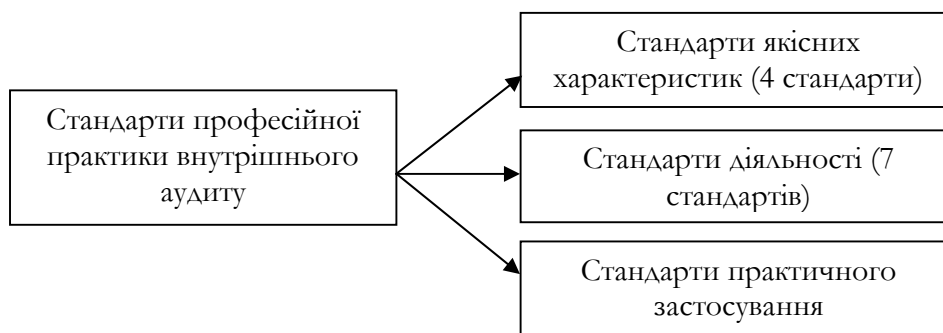 Стандарти якісних
характеристик (4 стандарти)
Стандарти професійної
практики внутрішнього
аудиту
Стандарти діяльності (7
стандартів)
Стандарти практичного
застосування